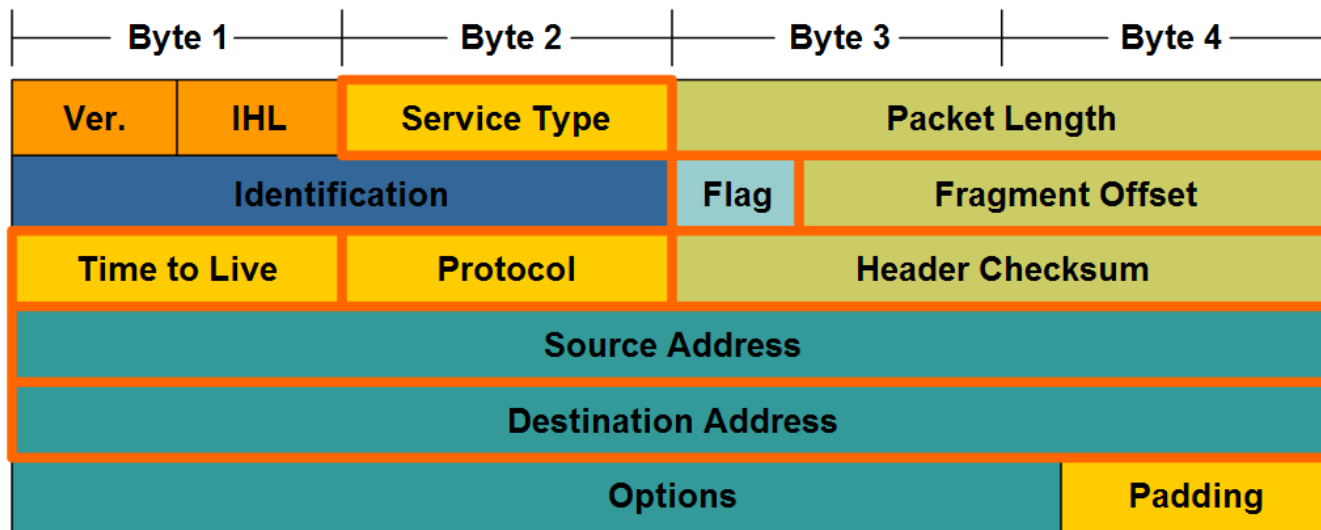 Byte 1 Byte 2 Byte 3 Byte 4
Ver. IHL Service Type Packet Length
Identification Flag Fragment Offset
Time to Live Protocol Header Checksum
Source Address
Destination Address
Options Padding